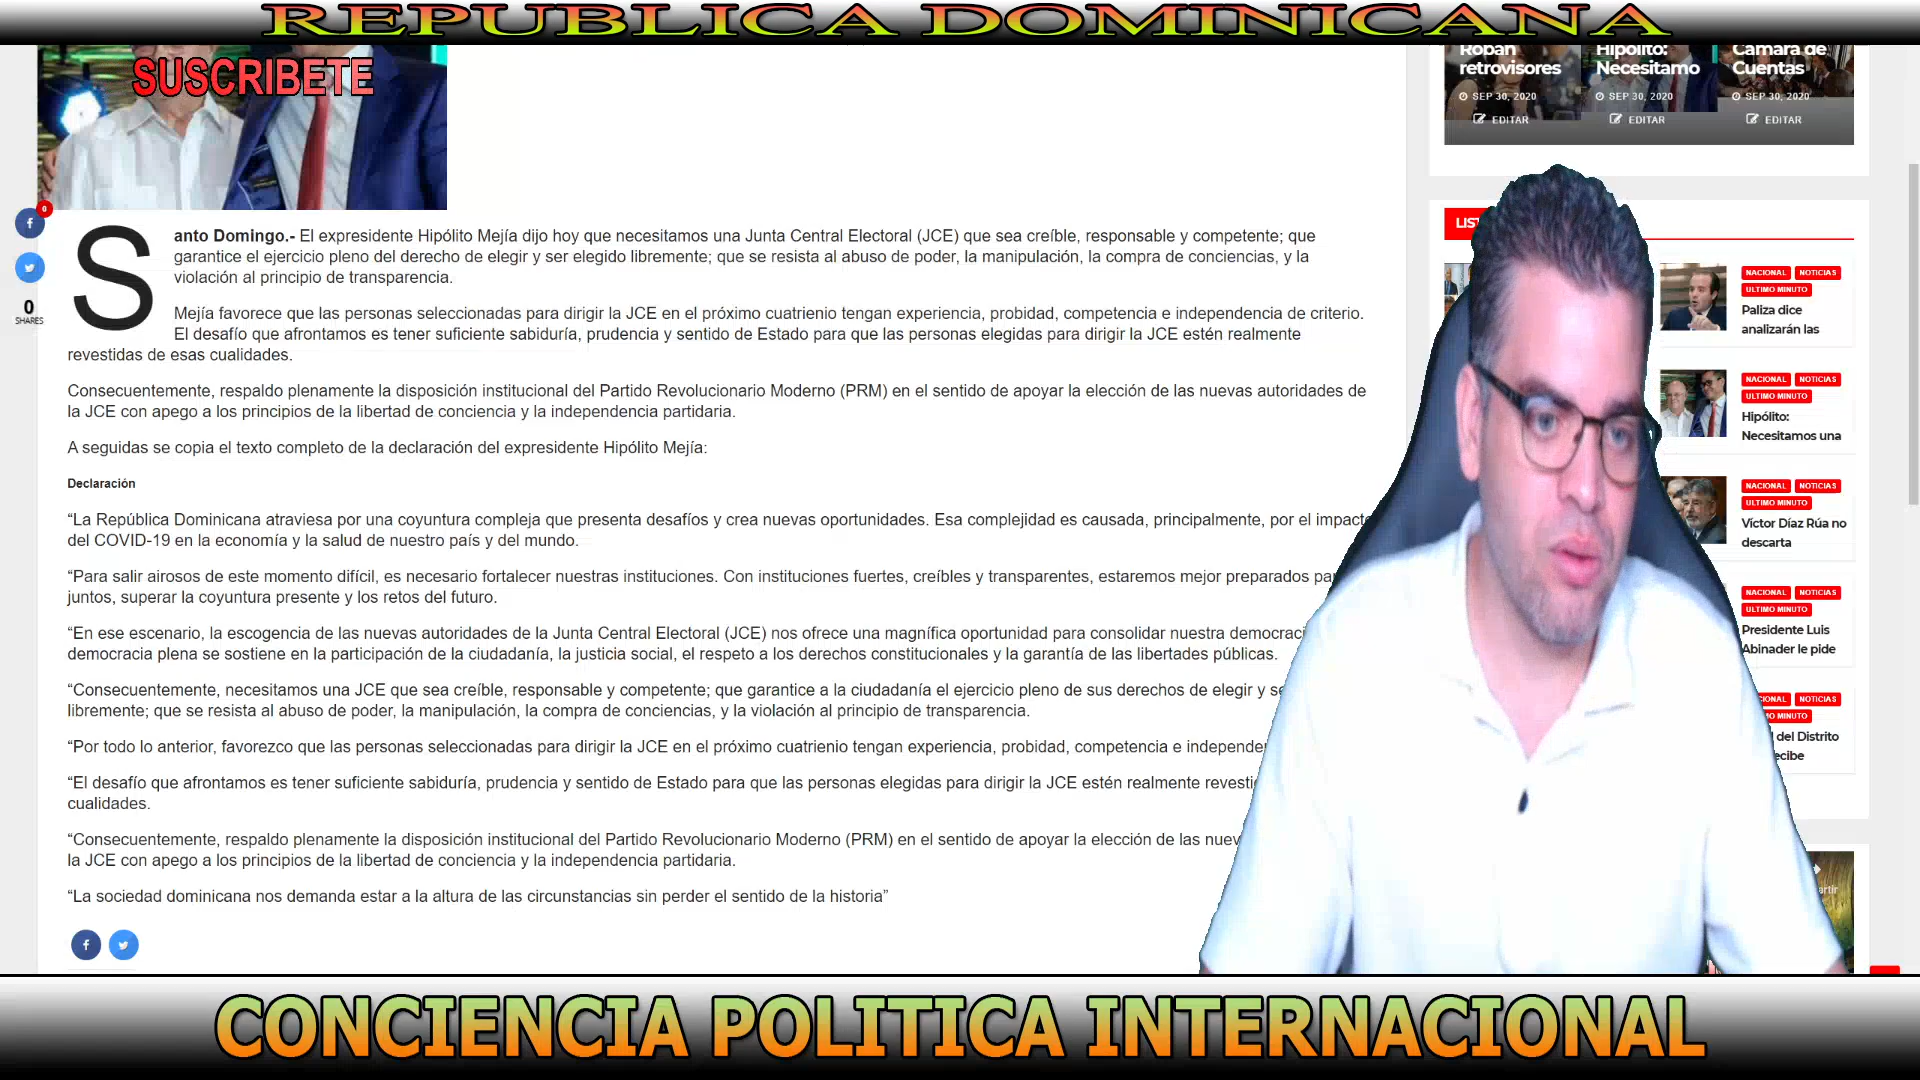 REPUBLICA DOMINICANA
SUSCRIBETE
0
0
SHARES
Santo Domingo.- El expresidente Hipólito Mejía dijo hoy que necesitamos una Junta Central Electoral (JCE) que sea creíble, responsable y competente; que
garantice el ejercicio pleno del derecho de elegir y ser elegido libremente; que se resista al abuso de poder, la manipulación, la compra de conciencias, y la
violación al principio de transparencia.
Mejía favorece que las personas seleccionadas para dirigir la JCE en el próximo cuatrienio tengan experiencia, probidad, competencia e independencia de criterio.
El desafío que afrontamos es tener suficiente sabiduría, prudencia y sentido de Estado para que las personas elegidas para dirigir la JCE estén realmente
revestidas de esas cualidades.
Consecuentemente, respaldo plenamente la disposición institucional del Partido Revolucionario Moderno (PRM) en el sentido de apoyar la elección de las nuevas autoridades de
la JCE con apego a los principios de la libertad de conciencia y la independencia partidaria.
A seguidas se copia el texto completo de la declaración del expresidente Hipólito Mejía:
Declaración
“La República Dominicana atraviesa por una coyuntura compleja que presenta desafíos y crea nuevas oportunidades. Esa complejidad es causada, principalmente, por el impacto
del COVID-19 en la economía y la salud de nuestro país y del mundo.
“Para salir airosos de este momento difícil, es necesario fortalecer nuestras instituciones. Con instituciones fuertes, creíbles y transparentes, estaremos mejor preparados
juntos, superar la coyuntura presente y los retos del futuro.
“En ese escenario, la escogencia de las nuevas autoridades de la Junta Central Electoral (JCE) nos ofrece una magnífica oportunidad para consolidar nuestra
democracia plena se sostiene en la participación de la ciudadanía, la justicia social, el respeto a los derechos constitucionales y la garantía de las libertades públicas.
“Consecuentemente, necesitamos una JCE que sea creíble, responsable y competente; que garantice a la ciudadanía el ejercicio pleno de sus derechos de elegir y
libremente; que se resista al abuso de poder, la manipulación, la compra de conciencias, y la violación al principio de transparencia.
“Por todo lo anterior, favorezco que las personas seleccionadas para dirigir la JCE en el próximo cuatrienio tengan experiencia, probidad, competencia e
“El desafío que afrontamos es tener suficiente sabiduría, prudencia y sentido de Estado para que las personas elegidas para dirigir la JCE estén realmente
cualidades.
“Consecuentemente, respaldo plenamente la disposición institucional del Partido Revolucionario Moderno (PRM) en el sentido de apoyar la elección de las
la JCE con apego a los principios de la libertad de conciencia y la independencia partidaria.
“La sociedad dominicana nos demanda estar a la altura de las circunstancias sin perder el sentido de la historia”
Roban
retrovisores
SEP 30, 2020
EDITAR
Hipólito:
Necesitamo
SEP 30, 2020
EDITAR
Cámara de
Cuentas
SEP 30, 2020
EDITAR
NACIONAL NOTICIAS
ULTIMO MINUTO
Paliza dice
analizarán las
NACIONAL NOTICIAS
ULTIMO MINUTO
Hipólito:
Necesitamos una
NACIONAL NOTICIAS
ULTIMO MINUTO
Víctor Díaz Rúa no
descarta
NACIONAL NOTICIAS
ULTIMO MINUTO
Presidente Luis
Abinader le pide
NOTICIAS
MINUTO
del Distrito
CONCIENCIA POLITICA INTERNACIONAL